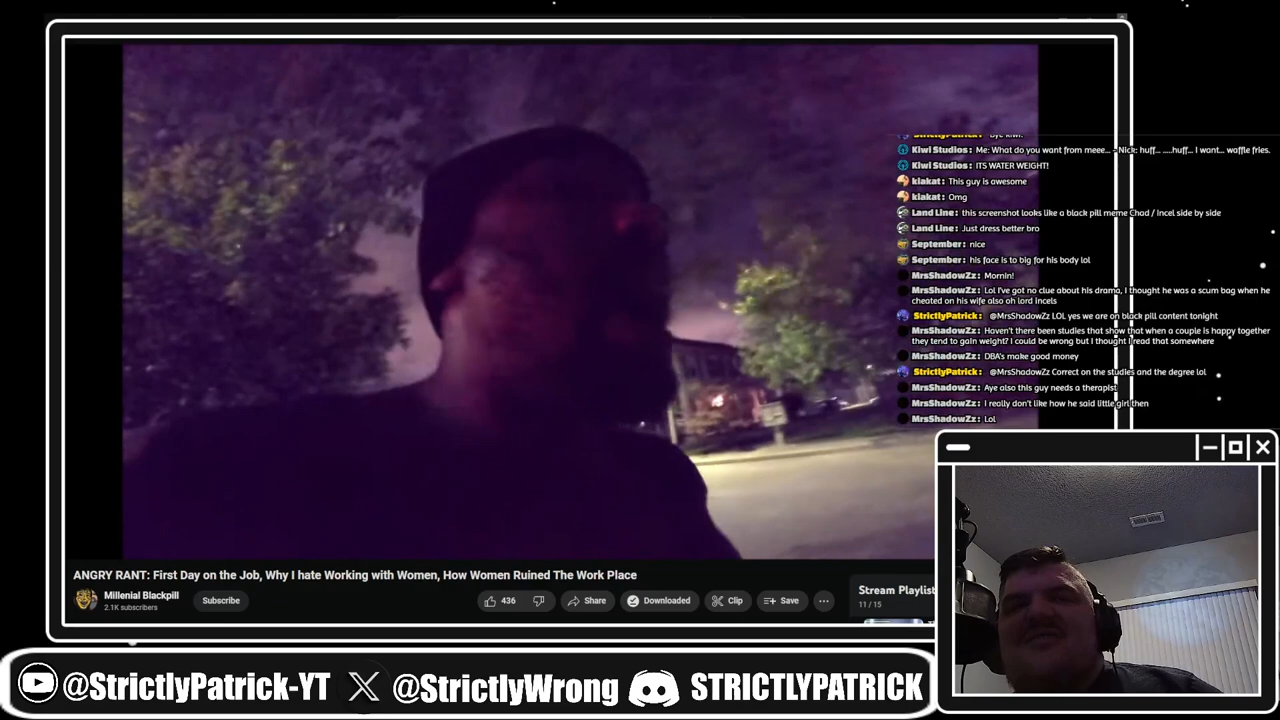 StrictlyPatrick: Bye kiwi!
Kiwi Studios: Me: What do you want from meee... - Nick: huff... .....huff... I want... waffle fries.
Kiwi Studios: ITS WATER WEIGHT!
kiakat: This guy is awesome
kiakat: Omg
Land Line: this screenshot looks like a black pill meme Chad / Incel side by side
Land Line: Just dress better bro
September: nice
September: his face is to big for his body lol
MrsShadowZz: Mornin!
MrsShadowZz: Lol I've got no clue about his drama, I thought he was a scum bag when he
cheated on his wife also oh lord incels
StrictlyPatrick: @MrsShadowZz LOL yes we are on black pill content tonight
MrsShadowZz: Haven't there been studies that show that when a couple is happy together
they tend to gain weight? I could be wrong but I thought I read that somewhere
MrsShadowZz: DBA's make good money
StrictlyPatrick: @MrsShadowZz Correct on the studies and the degree lol
MrsShadowZz: Aye also this guy needs a therapist
MrsShadowZz: I really don't like how he said little girl then
MrsShadowZz: Lol
ANGRY RANT: First Day on the Job, Why I hate Working with Women, How Women Ruined The Work Place
Millenial Blackpill
2.1K subscribers
Subscribe
436
Share
Downloaded
Clip
Save
Stream Playlist
11 / 15
@StrictlyPatrick-YT
@StrictlyWrong
STRICTLYPATRICK